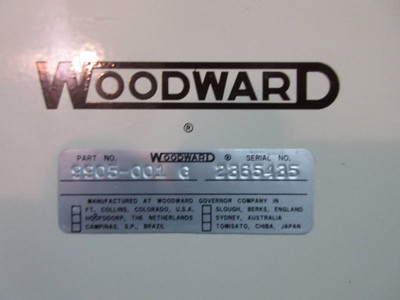 WOODWARD
®
PART NO. WOODWARD ® SERIAL NO.
9905-001 G 2385435
MANUFACTURED AT WOODWARD GOVERNOR COMPANY IN
FT. COLLINS, COLORADO, U.S.A. SLOUGH, BERKS, ENGLAND
HOOFDDORP, THE NETHERLANDS SYDNEY, AUSTRALIA
CAMPINAS, S.P., BRAZIL TOMISATO, CHIBA, JAPAN